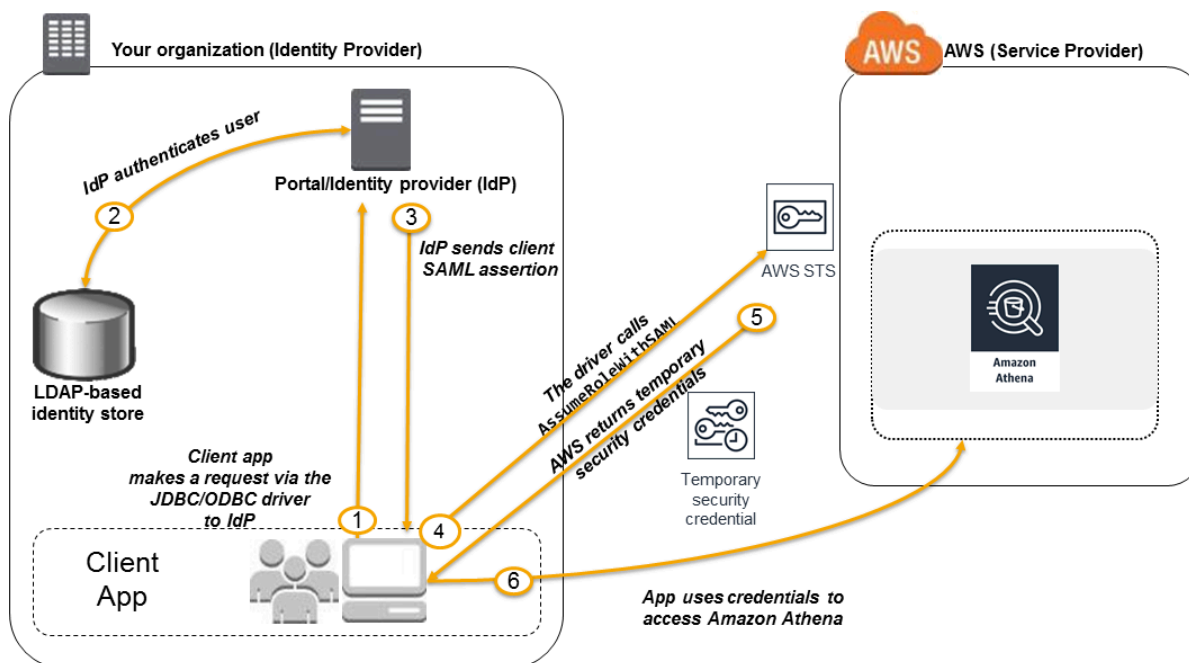 Your organization (Identity Provider)
AWS
AWS (Service Provider)
IdP authenticates user
2
Portal/Identity provider (IdP)
3
IdP sends client
SAML assertion
LDAP-based
identity store
AWS STS
5
The driver calls
AssumeRoleWithSAML
AWS returns temporary
security credentials
Amazon
Athena
Temporary
security
credential
Client app
makes a request via the
JDBC/ODBC driver
to IdP
1
4
Client
App
6
App uses credentials to
access Amazon Athena